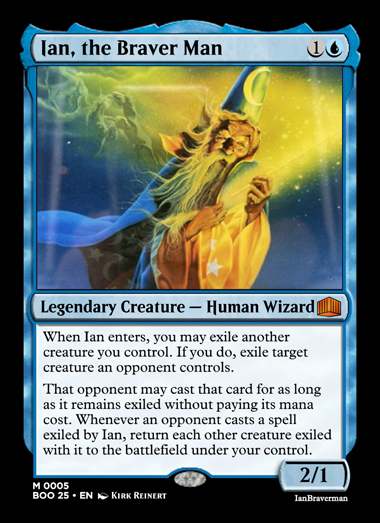 Ian, the Braver Man 1
Legendary Creature — Human Wizard
When Ian enters, you may exile another
creature you control. If you do, exile target
creature an opponent controls.
That opponent may cast that card for as long
as it remains exiled without paying its mana
cost. Whenever an opponent casts a spell
exiled by Ian, return each other creature exiled
with it to the battlefield under your control.
2/1
M 0005
BOO 25 • EN Kirk Reinert
IanBraverman